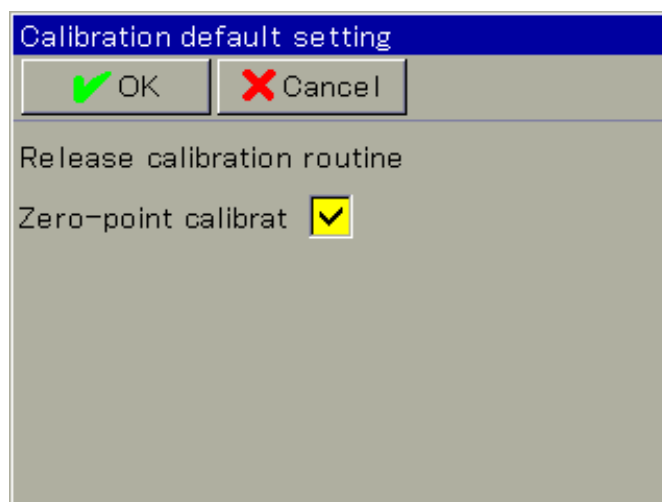 Calibration default setting
OK Cancel
Release calibration routine
Zero-point calibrat